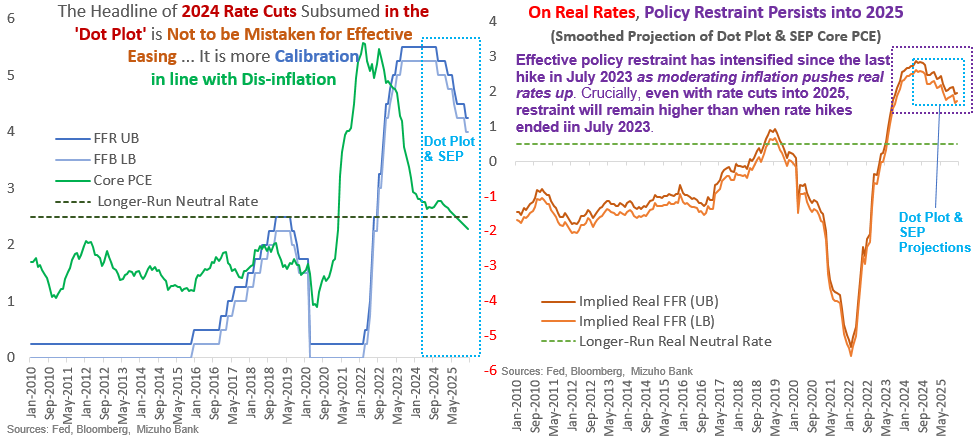 The Headline of 2024 Rate Cuts Subsumed in the
'Dot Plot' is Not to be Mistaken for Effective
Easing ... It is more Calibration
in line with Dis-inflation
6
5
4
3
2
1
0
FFR UB
FFB LB
Core PCE
Longer-Run Neutral Rate
Dot Plot
& SEP
Jan-2010
Sep-2010
May-2011
Jan-2012
Sep-2012
May-2013
Jan-2014
Sep-2014
May-2015
Jan-2016
Sep-2016
May-2017
Jan-2018
Sep-2018
May-2019
Jan-2020
Sep-2020
May-2021
Jan-2022
Sep-2022
May-2023
Jan-2024
Sep-2024
May-2025
Sources: Fed, Bloomberg, Mizuho Bank
On Real Rates, Policy Restraint Persists into 2025
(Smoothed Projection of Dot Plot & SEP Core PCE)
Effective policy restraint has intensified since the last
hike in July 2023 as moderating inflation pushes real
rates up. Crucially, even with rate cuts into 2025,
restraint will remain higher than when rate hikes
ended iin July 2023.
4
3
2
1
0
-1
-2
-3
-4
-5
-6
Dot Plot &
SEP
Projections
Implied Real FFR (UB)
Implied Real FFR (LB)
Longer-Run Real Neutral Rate
Sources: Fed, Bloomberg, Mizuho Bank
Jan-2010
Sep-2010
May-2011
Jan-2012
Sep-2012
May-2013
Jan-2014
Sep-2014
May-2015
Jan-2016
Sep-2016
May-2017
Jan-2018
Sep-2018
May-2019
Jan-2020
Sep-2020
May-2021
Jan-2022
Sep-2022
May-2023
Jan-2024
Sep-2024
May-2025